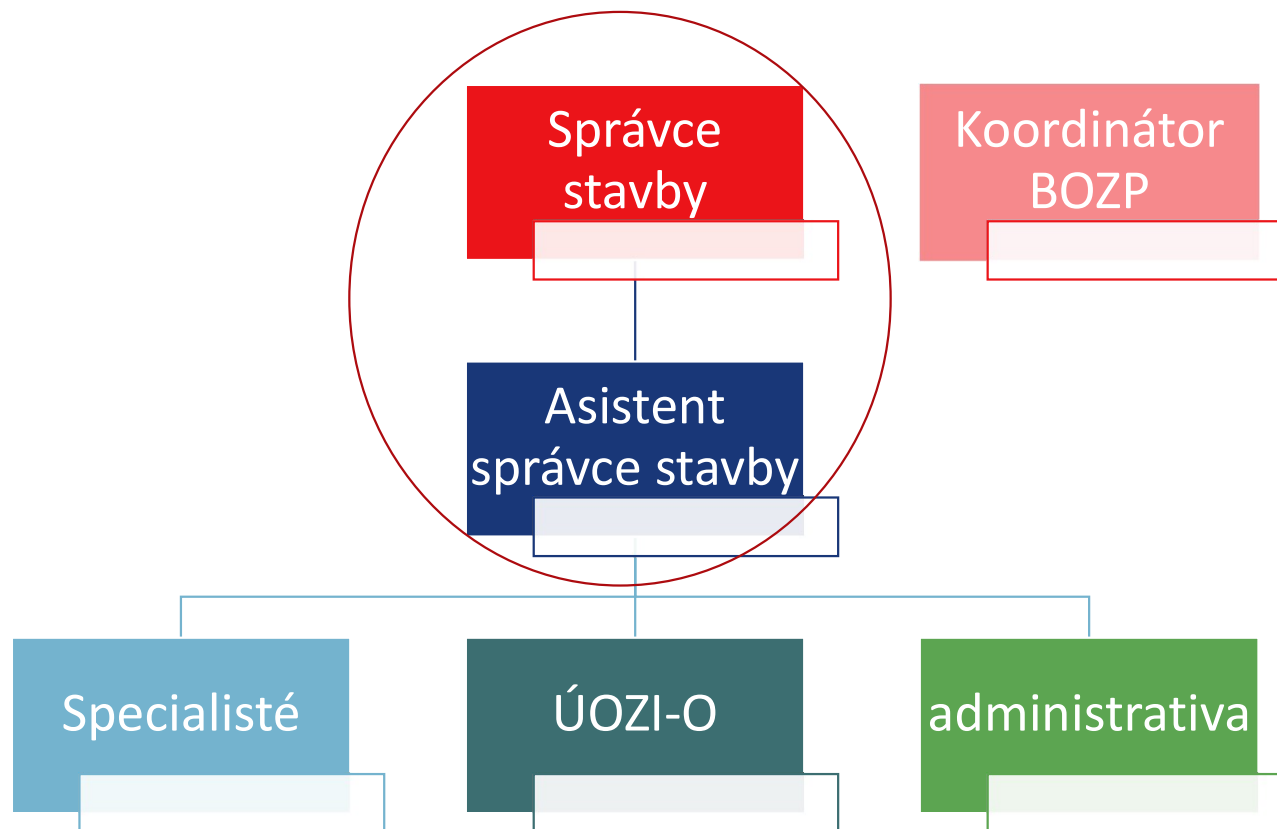 Správce
stavby
Koordinátor
BOZP
Asistent
správce stavby
Specialisté
ÚOZI-O
administrativa